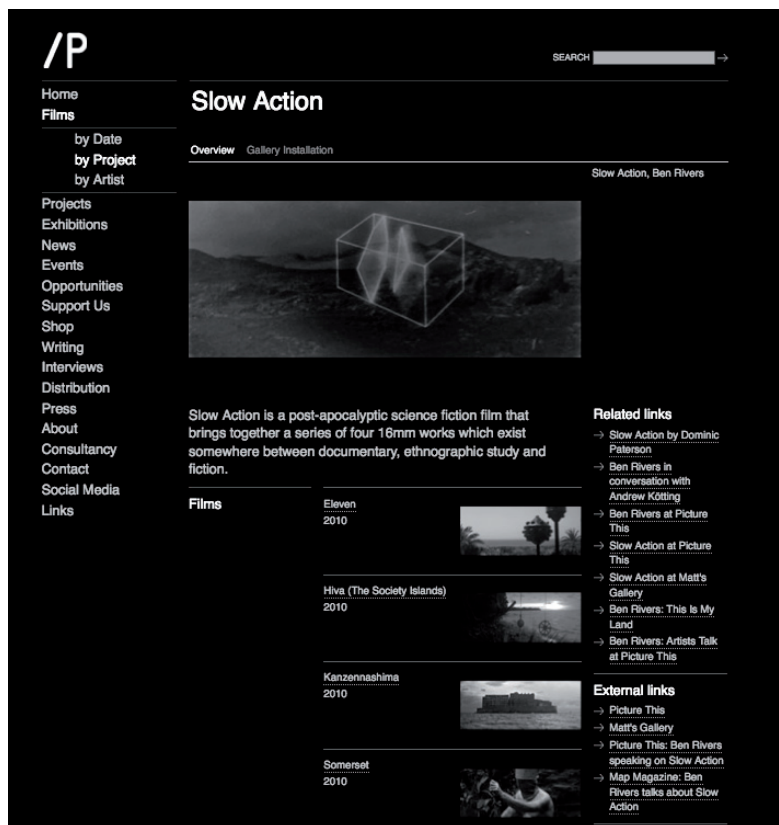 /P
SEARCH
Home
Films
by Date
by Project
by Artist
Projects
Exhibitions
News
Events
Opportunities
Support Us
Shop
Writing
Interviews
Distribution
Press
About
Consultancy
Contact
Social Media
Links
Slow Action
Overview Gallery Installation
Slow Action, Ben Rivers
Slow Action is a post-apocalyptic science fiction film that
brings together a series of four 16mm works which exist
somewhere between documentary, ethnographic study and
fiction.
Films
Eleven
2010
Hiva (The Society Islands)
2010
Kanzennashima
2010
Somerset
2010
Related links
→ Slow Action by Dominic
Paterson
→ Ben Rivers in
conversation with
Andrew Kötting
→ Ben Rivers at Picture
This
→ Slow Action at Picture
This
→ Slow Action at Matt's
Gallery
→ Ben Rivers: This Is My
Land
→ Ben Rivers: Artists Talk
at Picture This
External links
→ Picture This
→ Matt's Gallery
→ Picture This: Ben Rivers
speaking on Slow Action
→ Map Magazine: Ben
Rivers talks about Slow
Action